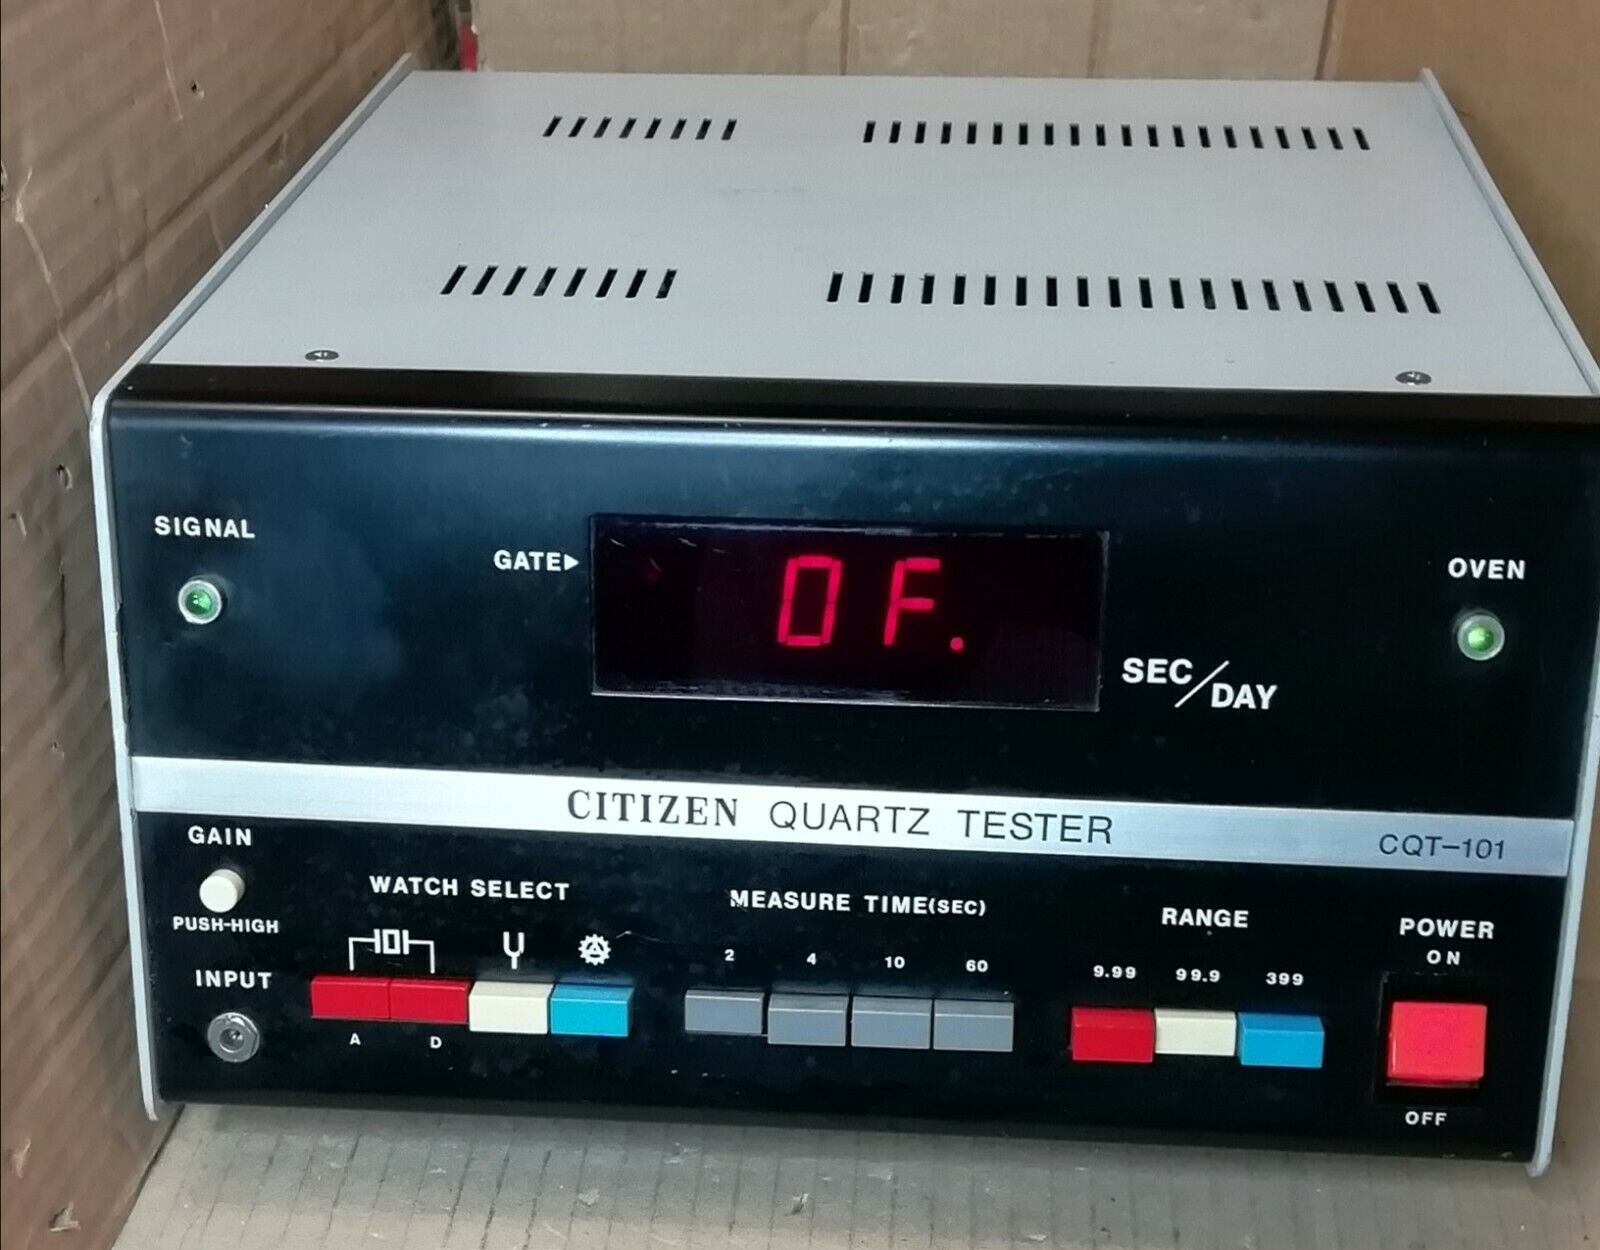 SIGNAL
GATE▶
0F.
SEC/DAY
OVEN
CITIZEN QUARTZ TESTER
CQT-101
GAIN
PUSH-HIGH
INPUT
WATCH SELECT
A D
MEASURE TIME(SEC)
2 4 10 60
RANGE
9.99 99.9 399
POWER
ON
OFF